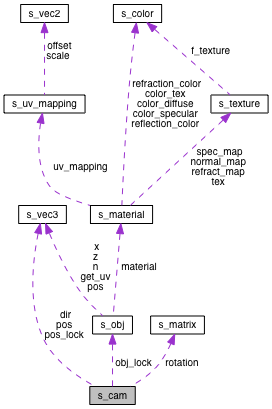 s_vec2
s_color
offset
scale
f_texture
s_uv_mapping
s_texture
refraction_color
color_tex
color_diffuse
color_specular
reflection_color
uv_mapping
spec_map
normal_map
refract_map
tex
s_vec3
s_material
x
z
n
get_uv
pos
material
dir
pos
pos_lock
s_obj
s_matrix
obj_lock
rotation
s_cam